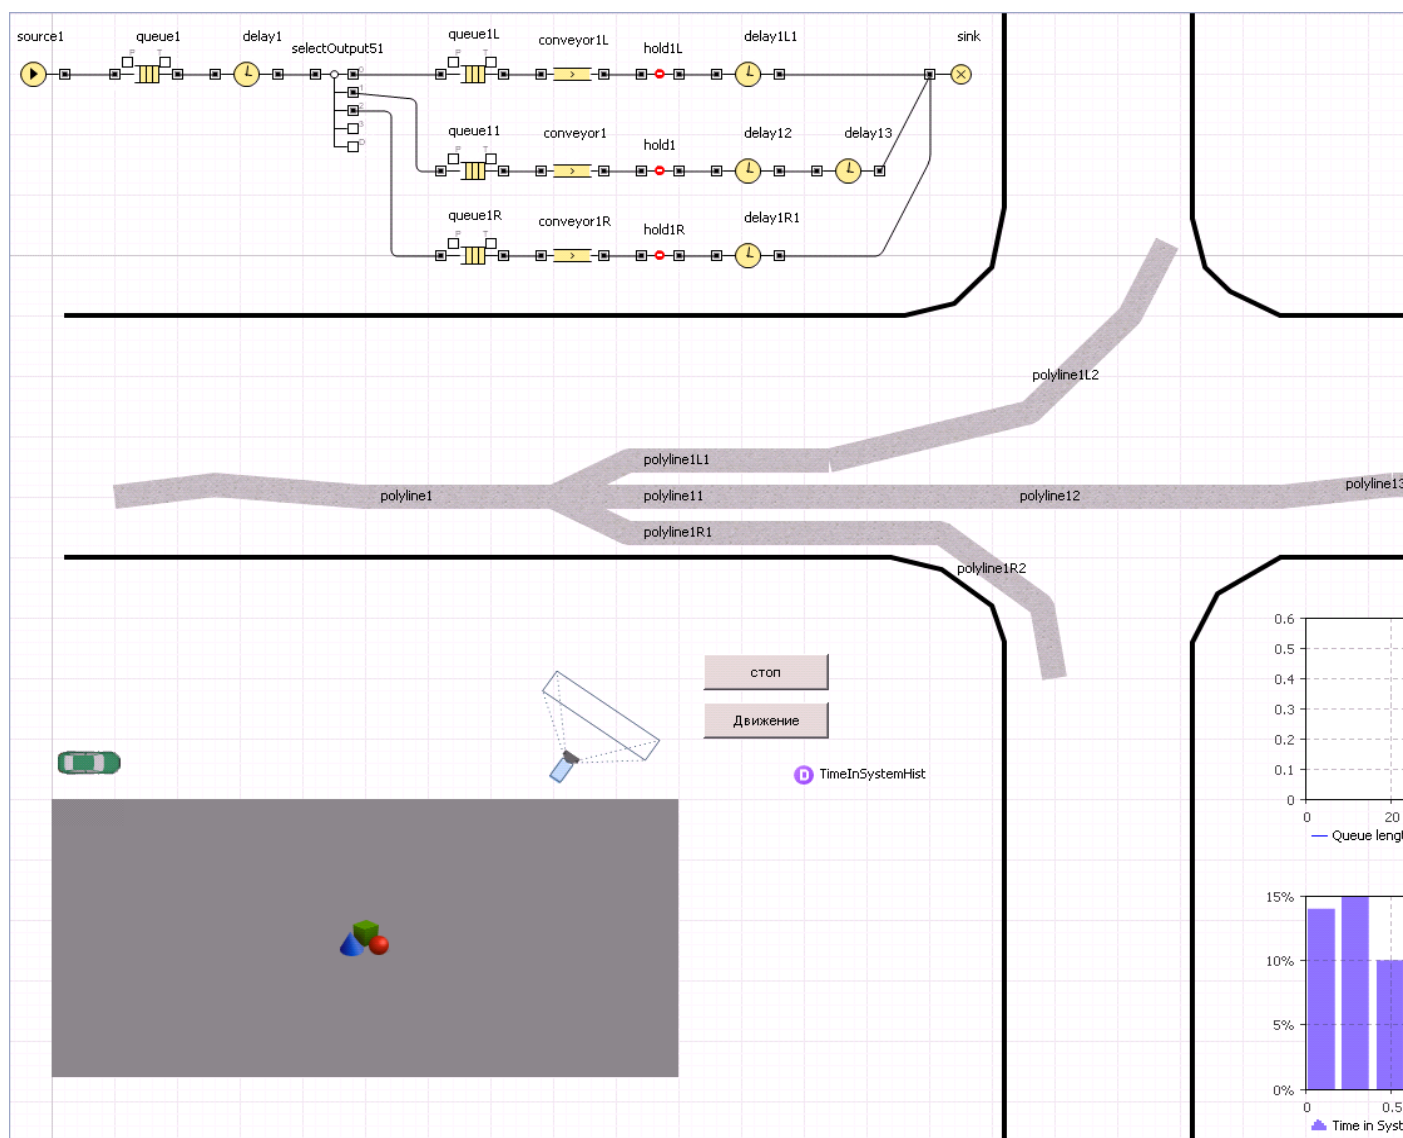 source1
queue1
delay1
selectOutput51
queue1L
conveyor1L
hold1L
delay1L1
sink
queue11
conveyor1
hold1
delay12
delay13
queue1R
conveyor1R
hold1R
delay1R1
polyline1L2
polyline1L1
polyline1
polyline11
polyline12
polyline13
polyline1R1
polyline1R2
стоп
Движение
TimeInSystemHist
0.6
0.5
0.4
0.3
0.2
0.1
0
0
20
Queue lengt
15%
10%
5%
0%
0
0.5
Time in Syst